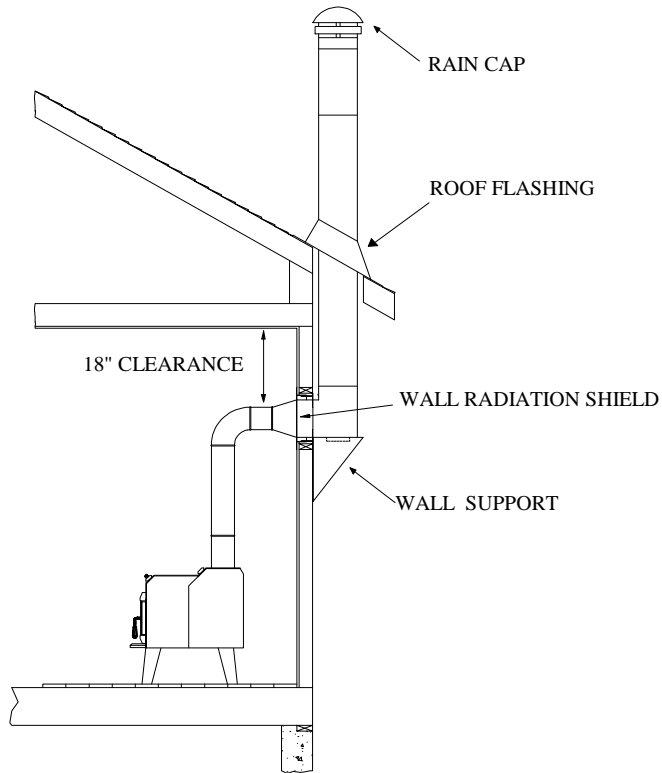 RAIN CAP
ROOF FLASHING
18" CLEARANCE
WALL RADIATION SHIELD
WALL SUPPORT